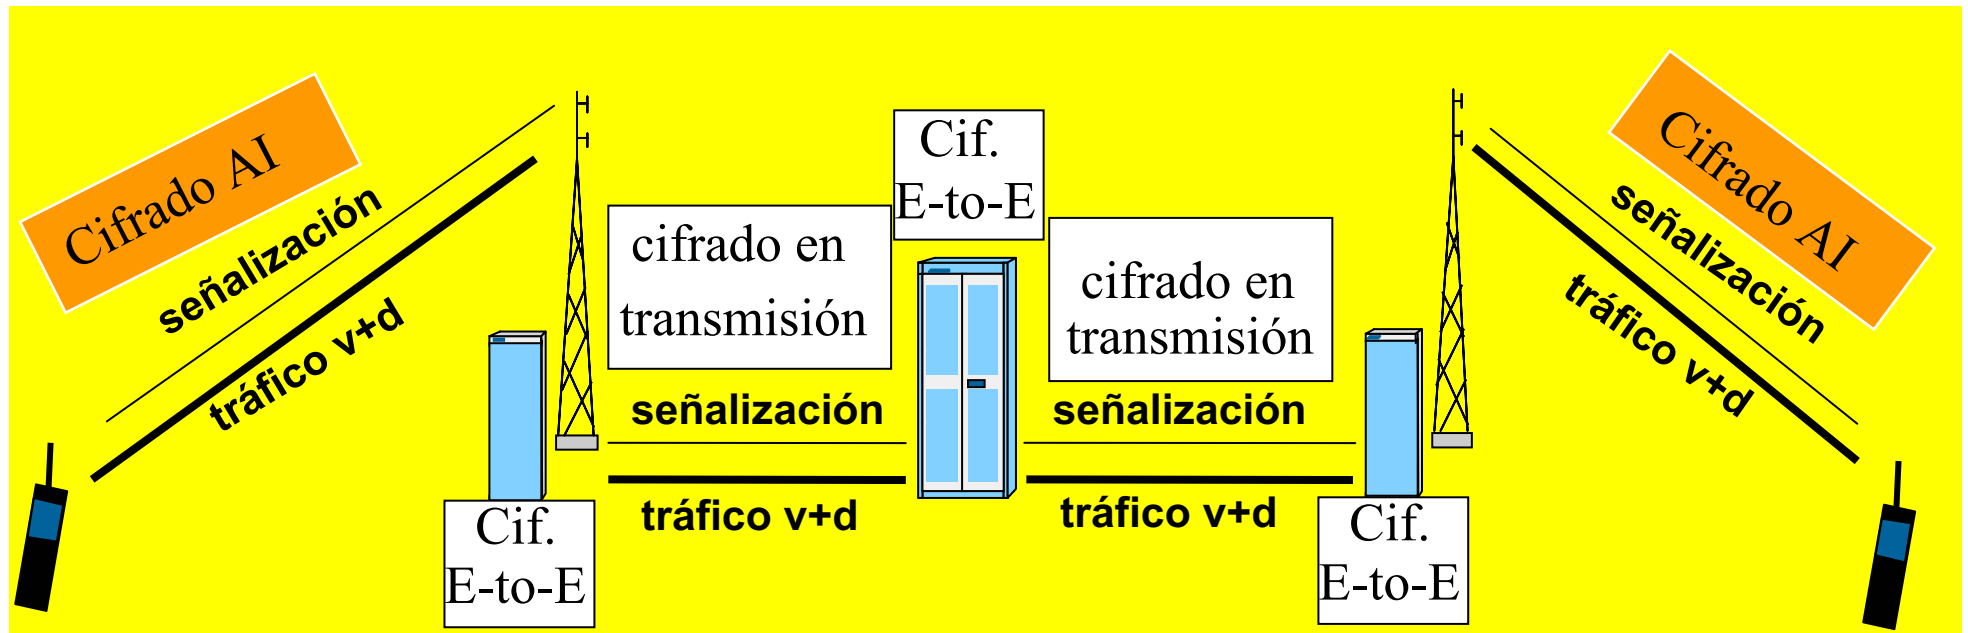 Cifrado AI
señalización
tráfico v+d
cifrado en
transmisión
señalización
tráfico v+d
Cif.
E-to-E
Cif.
E-to-E
cifrado en
transmisión
señalización
tráfico v+d
Cif.
E-to-E
Cifrado AI
señalización
tráfico v+d